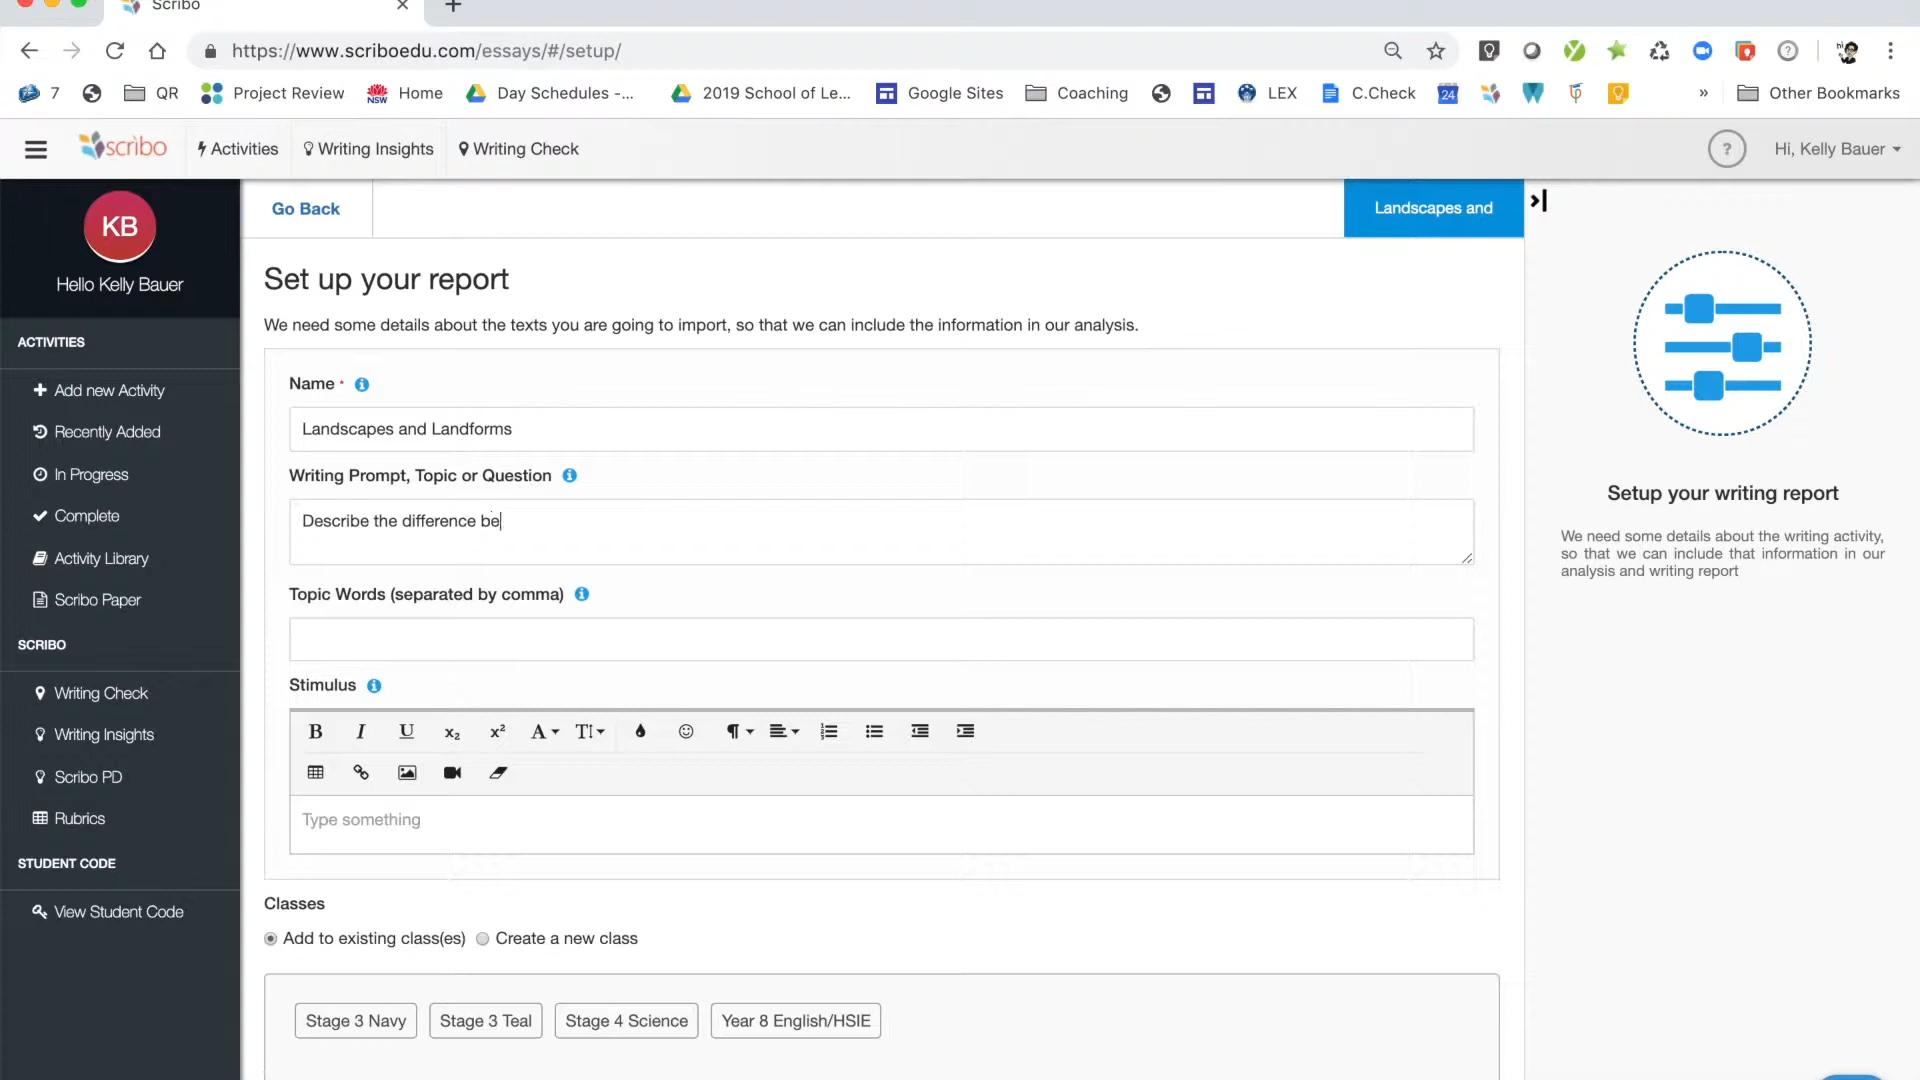 Scribo
https://www.scriboedu.com/essays/#/setup/
7 QR Project Review Home Day Schedules -... 2019 School of Le... Google Sites Coaching LEX C.Check 24 » Other Bookmarks
scribo Activities Writing Insights Writing Check ? Hi, Kelly Bauer
KB
Hello Kelly Bauer
ACTIVITIES
Add new Activity
Recently Added
In Progress
Complete
Activity Library
Scribo Paper
SCRIBO
Writing Check
Writing Insights
Scribo PD
Rubrics
STUDENT CODE
View Student Code
Go Back
Landscapes and
Set up your report
We need some details about the texts you are going to import, so that we can include the information in our analysis.
Name *
Landscapes and Landforms
Writing Prompt, Topic or Question
Describe the difference be
Topic Words (separated by comma)
Stimulus
B I U x₂ x² A T
Type something
Classes
Add to existing class(es) Create a new class
Stage 3 Navy Stage 3 Teal Stage 4 Science Year 8 English/HSIE
Setup your writing report
We need some details about the writing activity,
so that we can include that information in our
analysis and writing report